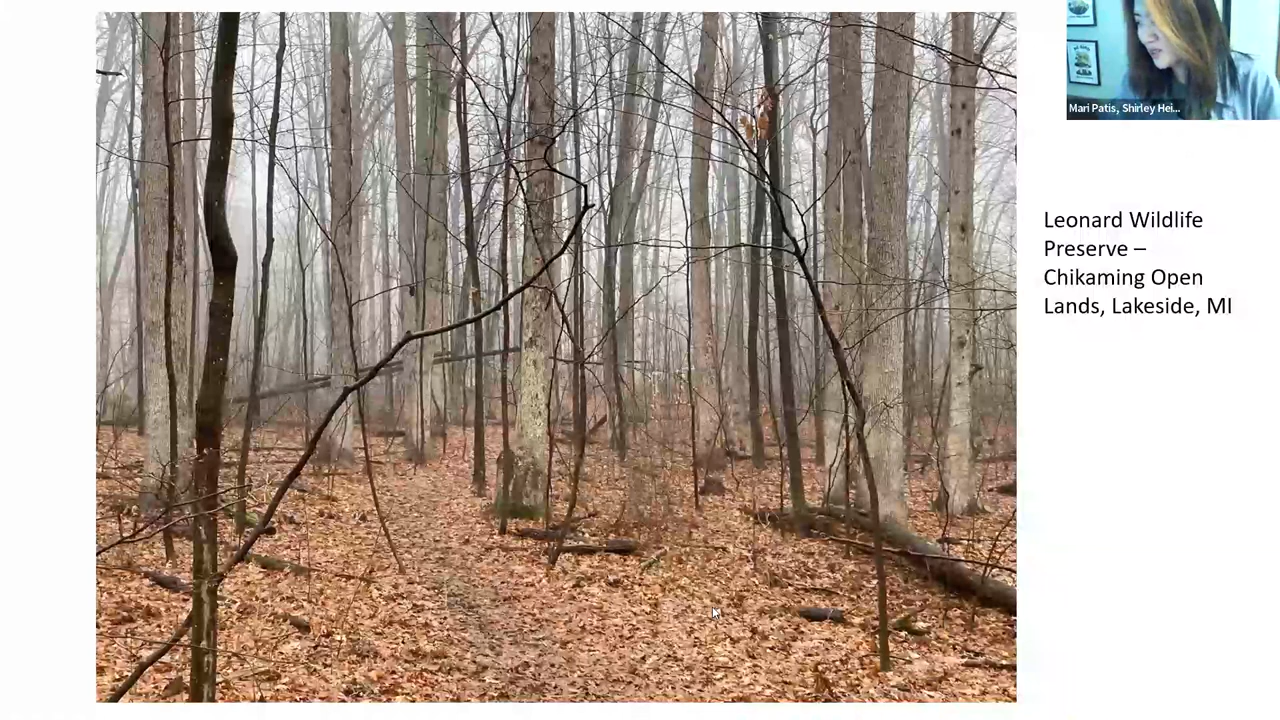 Mari Patis, Shirley Hei...
Leonard Wildlife
Preserve –
Chikaming Open
Lands, Lakeside, MI